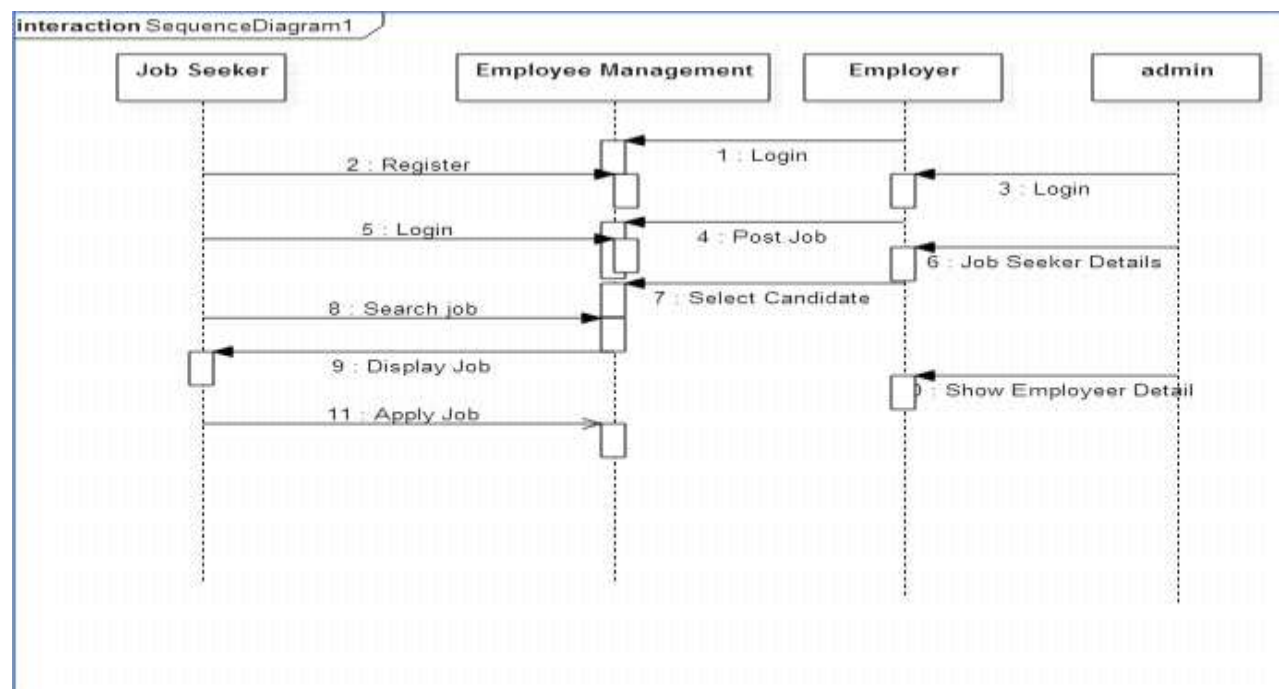 interaction SequenceDiagram1
Job Seeker
Employee Management
Employer
admin
1 : Login
2 : Register
3 : Login
4 : Post Job
5 : Login
6 : Job Seeker Details
7 : Select Candidate
8 : Search job
9 : Display Job
: Show Employeer Detail
11 : Apply Job